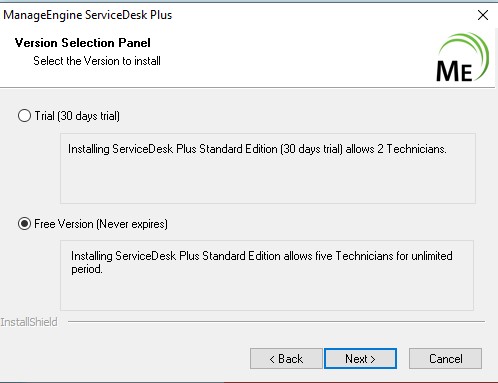 ManageEngine ServiceDesk Plus
Version Selection Panel
Select the Version to install
ME
Trial (30 days trial)
Installing ServiceDesk Plus Standard Edition (30 days trial) allows 2 Technicians.
Free Version (Never expires)
Installing ServiceDesk Plus Standard Edition allows five Technicians for unlimited
period.
InstallShield
< Back Next > Cancel